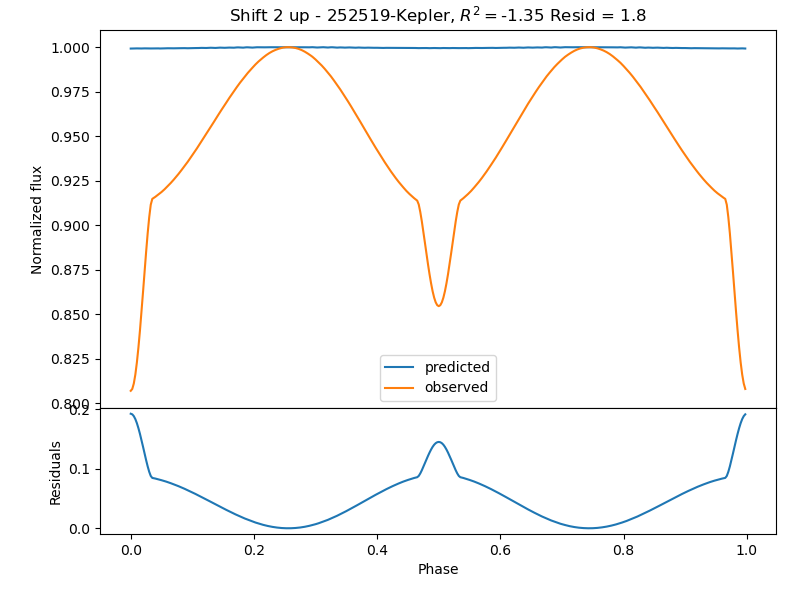 Shift 2 up - 252519-Kepler, R² = -1.35 Resid = 1.8
1.000
0.975
0.950
0.925
0.900
0.875
0.850
0.825
0.800
Normalized flux
predicted
observed
0.2
0.1
0.0
Residuals
0.0 0.2 0.4 0.6 0.8 1.0
Phase